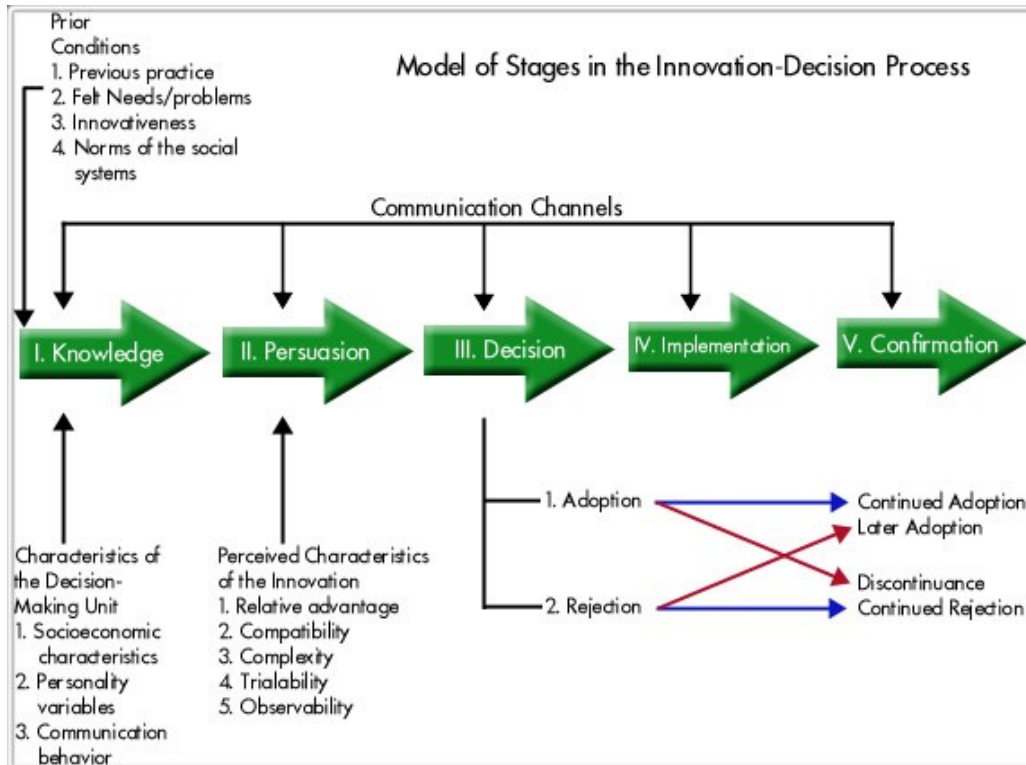 Prior
Conditions
1. Previous practice
2. Felt Needs/problems
3. Innovativeness
4. Norms of the social
systems
Model of Stages in the Innovation-Decision Process
Communication Channels
I. Knowledge
II. Persuasion
III. Decision
IV. Implementation
V. Confirmation
1. Adoption
2. Rejection
Continued Adoption
Later Adoption
Discontinuance
Continued Rejection
Characteristics of
the Decision-
Making Unit
1. Socioeconomic
characteristics
2. Personality
variables
3. Communication
behavior
Perceived Characteristics
of the Innovation
1. Relative advantage
2. Compatibility
3. Complexity
4. Trialability
5. Observability